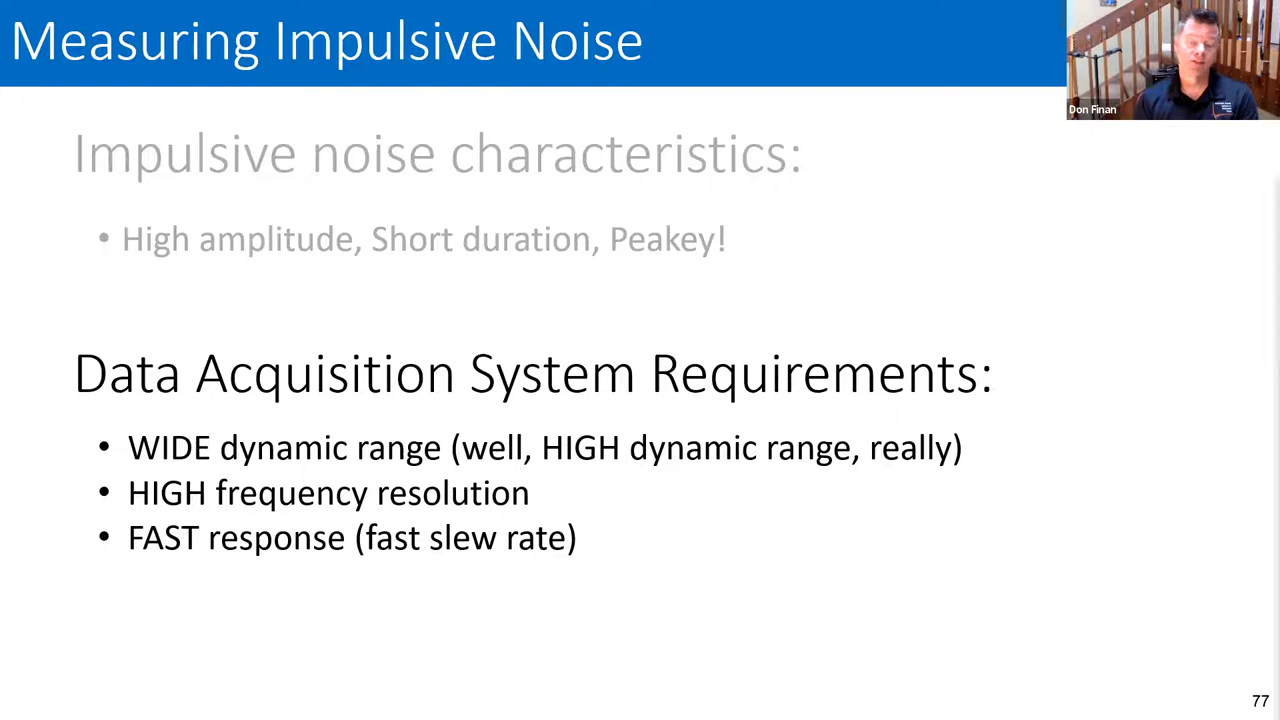 Measuring Impulsive Noise
Don Finan
Impulsive noise characteristics:
• High amplitude, Short duration, Peakey!
Data Acquisition System Requirements:
• WIDE dynamic range (well, HIGH dynamic range, really)
• HIGH frequency resolution
• FAST response (fast slew rate)
77